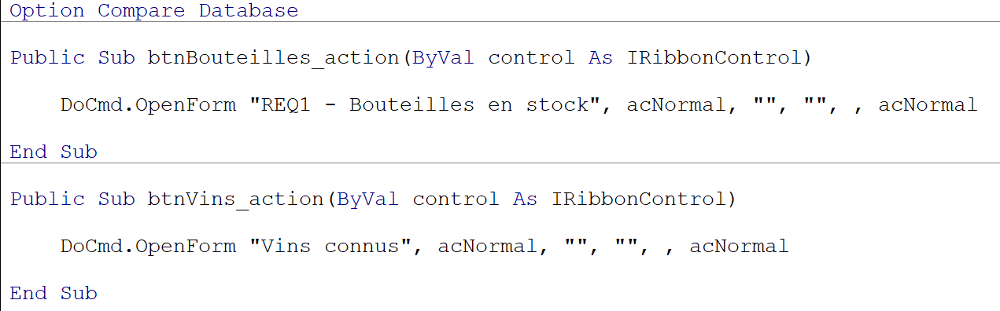 Option Compare Database
Public Sub btnBouteilles_action(ByVal control As IRibbonControl)
DoCmd.OpenForm "REQ1 - Bouteilles en stock", acNormal, "", "", , acNormal
End Sub
Public Sub btnVins_action(ByVal control As IRibbonControl)
DoCmd.OpenForm "Vins connus", acNormal, "", "", , acNormal
End Sub